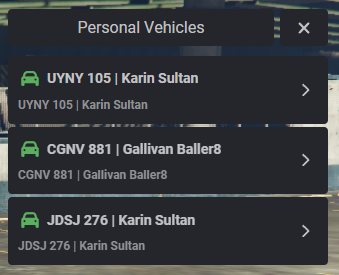 Personal Vehicles
UYNY 105 | Karin Sultan
UYNY 105 | Karin Sultan
CGNV 881 | Gallivan Baller8
CGNV 881 | Gallivan Baller8
JDSJ 276 | Karin Sultan
JDSJ 276 | Karin Sultan